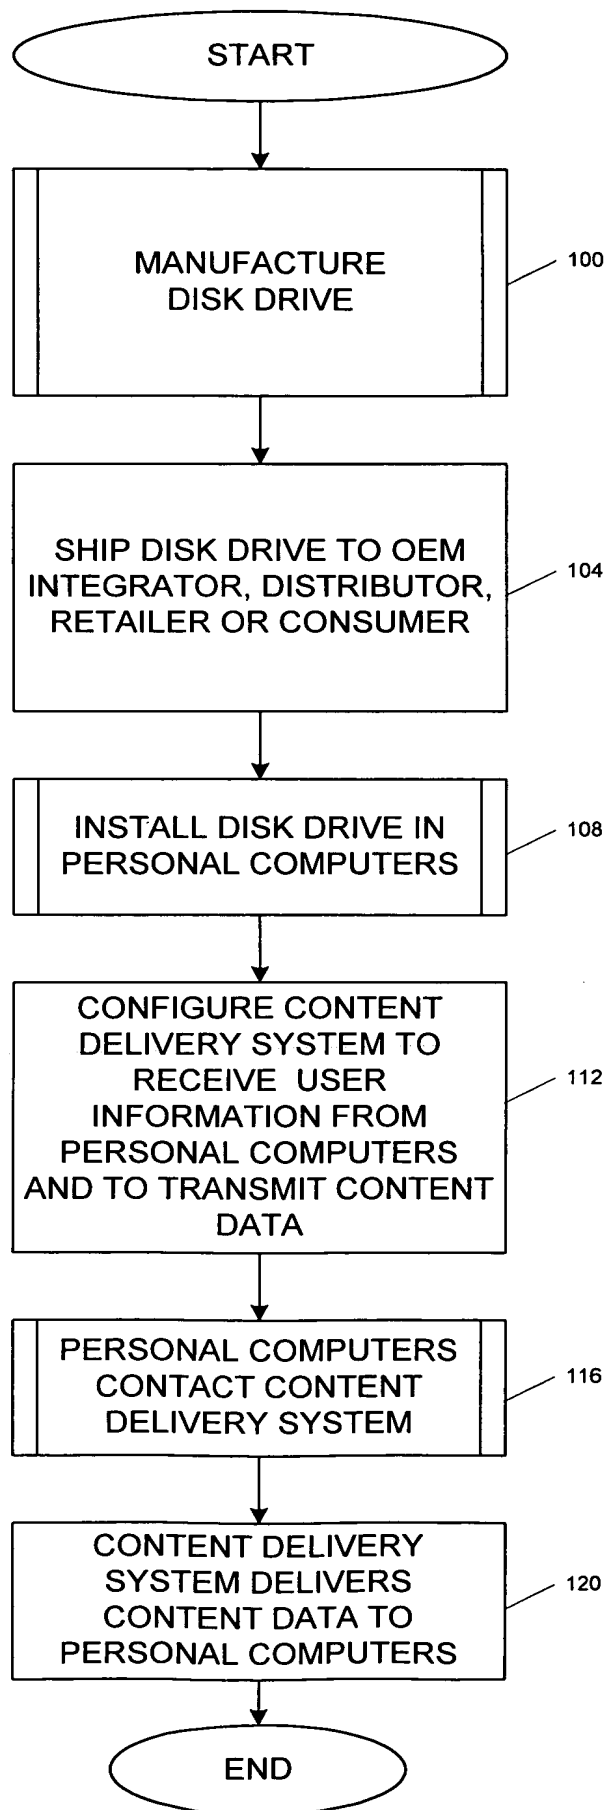 START
MANUFACTURE
DISK DRIVE
100
SHIP DISK DRIVE TO OEM
INTEGRATOR, DISTRIBUTOR,
RETAILER OR CONSUMER
104
INSTALL DISK DRIVE IN
PERSONAL COMPUTERS
108
CONFIGURE CONTENT
DELIVERY SYSTEM TO
RECEIVE USER
INFORMATION FROM
PERSONAL COMPUTERS
AND TO TRANSMIT CONTENT
DATA
112
PERSONAL COMPUTERS
CONTACT CONTENT
DELIVERY SYSTEM
116
CONTENT DELIVERY
SYSTEM DELIVERS
CONTENT DATA TO
PERSONAL COMPUTERS
120
END